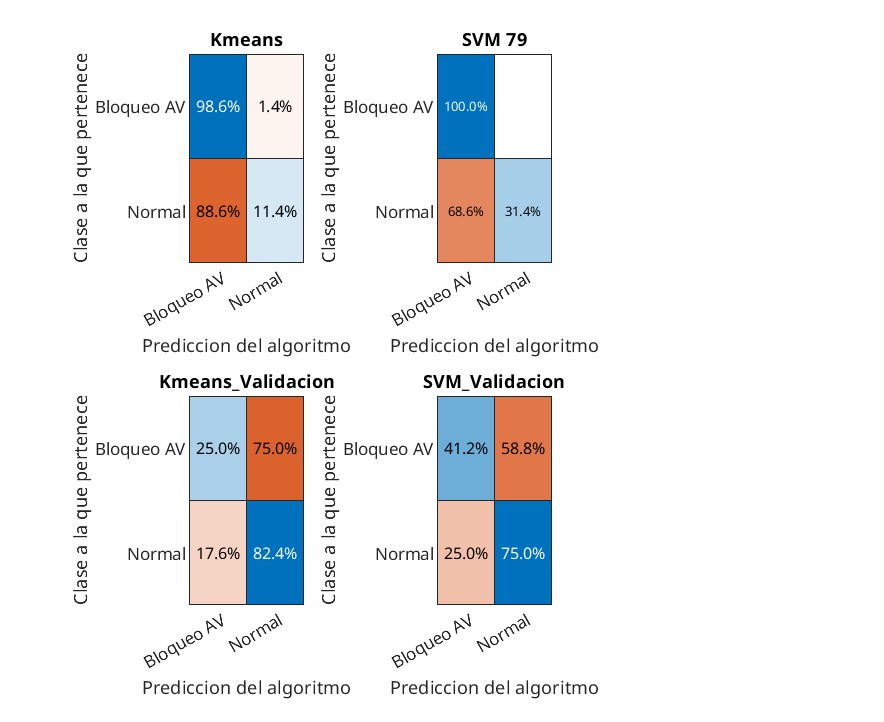 Kmeans
Clase a la que pertenece
Bloqueo AV 98.6% 1.4%
Normal 88.6% 11.4%
Bloqueo AV Normal
Prediccion del algoritmo
SVM 79
Clase a la que pertenece
Bloqueo AV 100.0%
Normal 68.6% 31.4%
Bloqueo AV Normal
Prediccion del algoritmo
Kmeans_Validacion
Clase a la que pertenece
Bloqueo AV 25.0% 75.0%
Normal 17.6% 82.4%
Bloqueo AV Normal
Prediccion del algoritmo
SVM_Validacion
Clase a la que pertenece
Bloqueo AV 41.2% 58.8%
Normal 25.0% 75.0%
Bloqueo AV Normal
Prediccion del algoritmo